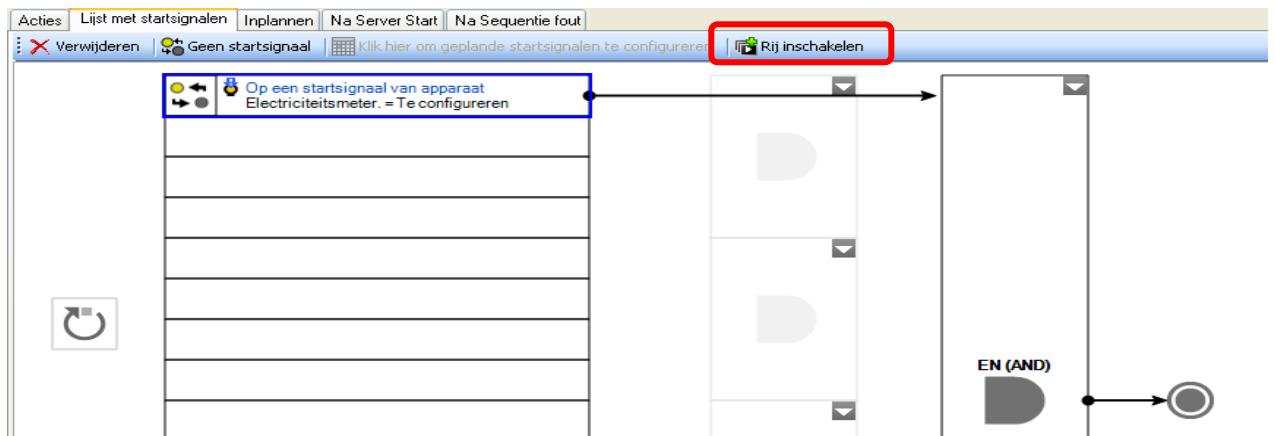 Acties Lijst met startsignalen Inplannen Na Server Start Na Sequentie fout
Verwijderen Geen startsignaal Klik hier om geplande startsignalen te configureren Rij inschakelen
Op een startsignaal van apparaat
Electriciteitsmeter. = Te configureren
EN (AND)